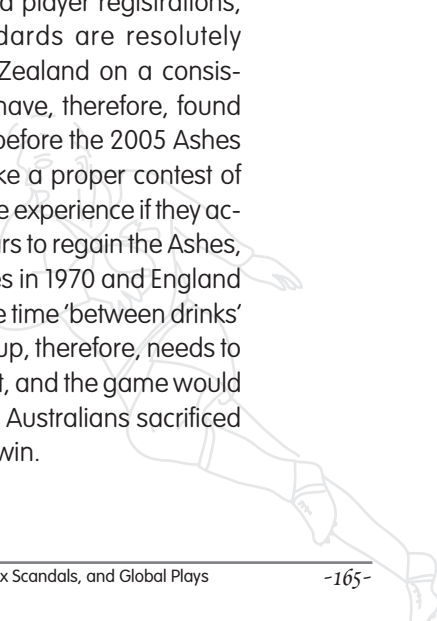 d player registrations,
dards are resolutely
Zealand on a consis-
have, therefore, found
before the 2005 Ashes
ke a proper contest of
e experience if they ac-
rs to regain the Ashes,
es in 1970 and England
e time ‘between drinks’
up, therefore, needs to
t, and the game would
Australians sacrificed
win.
x Scandals, and Global Plays -165-